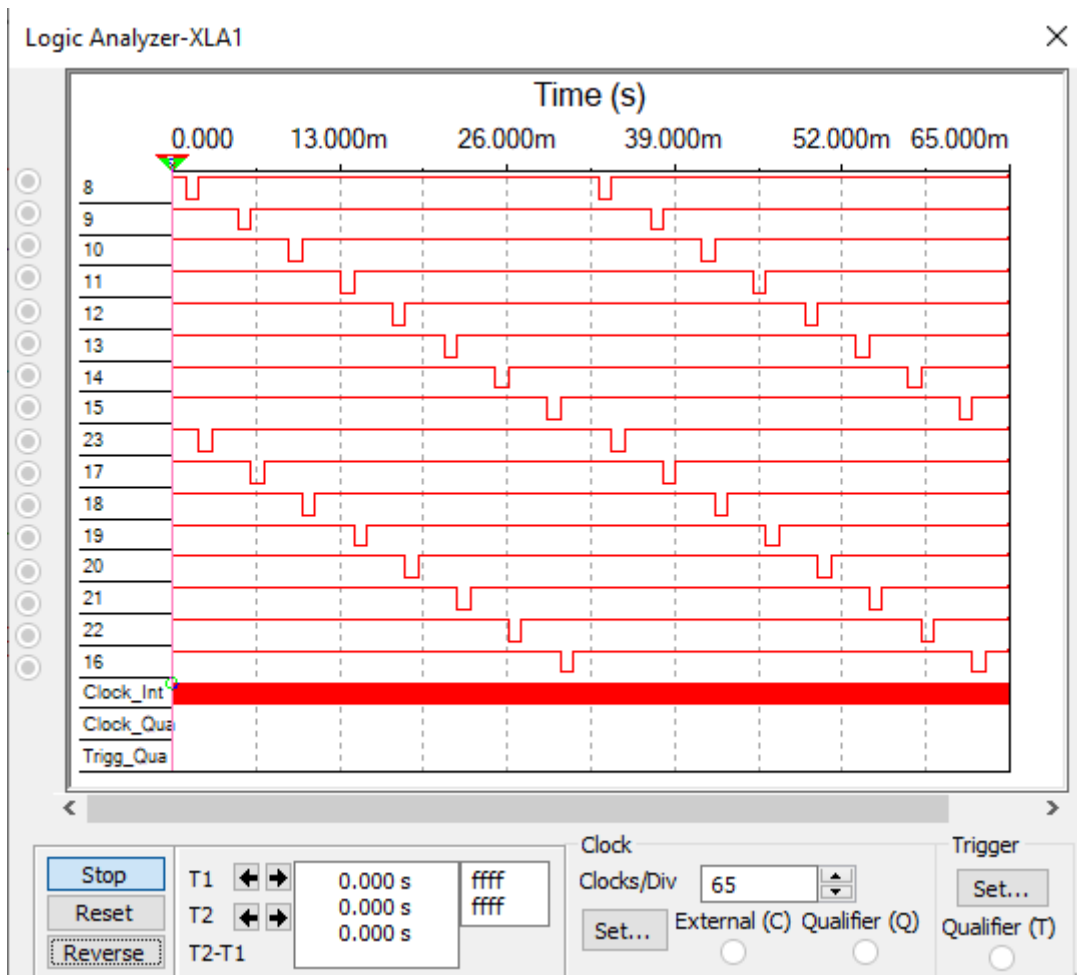 Logic Analyzer-XLA1
Time (s)
0.000 13.000m 26.000m 39.000m 52.000m 65.000m
8
9
10
11
12
13
14
15
23
17
18
19
20
21
22
16
Clock_Int
Clock_Qua
Trigg_Qua
Stop
Reset
Reverse
T1 0.000 s ffff
T2 0.000 s ffff
T2-T1 0.000 s
Clock
Clocks/Div 65
Set... External (C) Qualifier (Q)
Trigger
Set...
Qualifier (T)